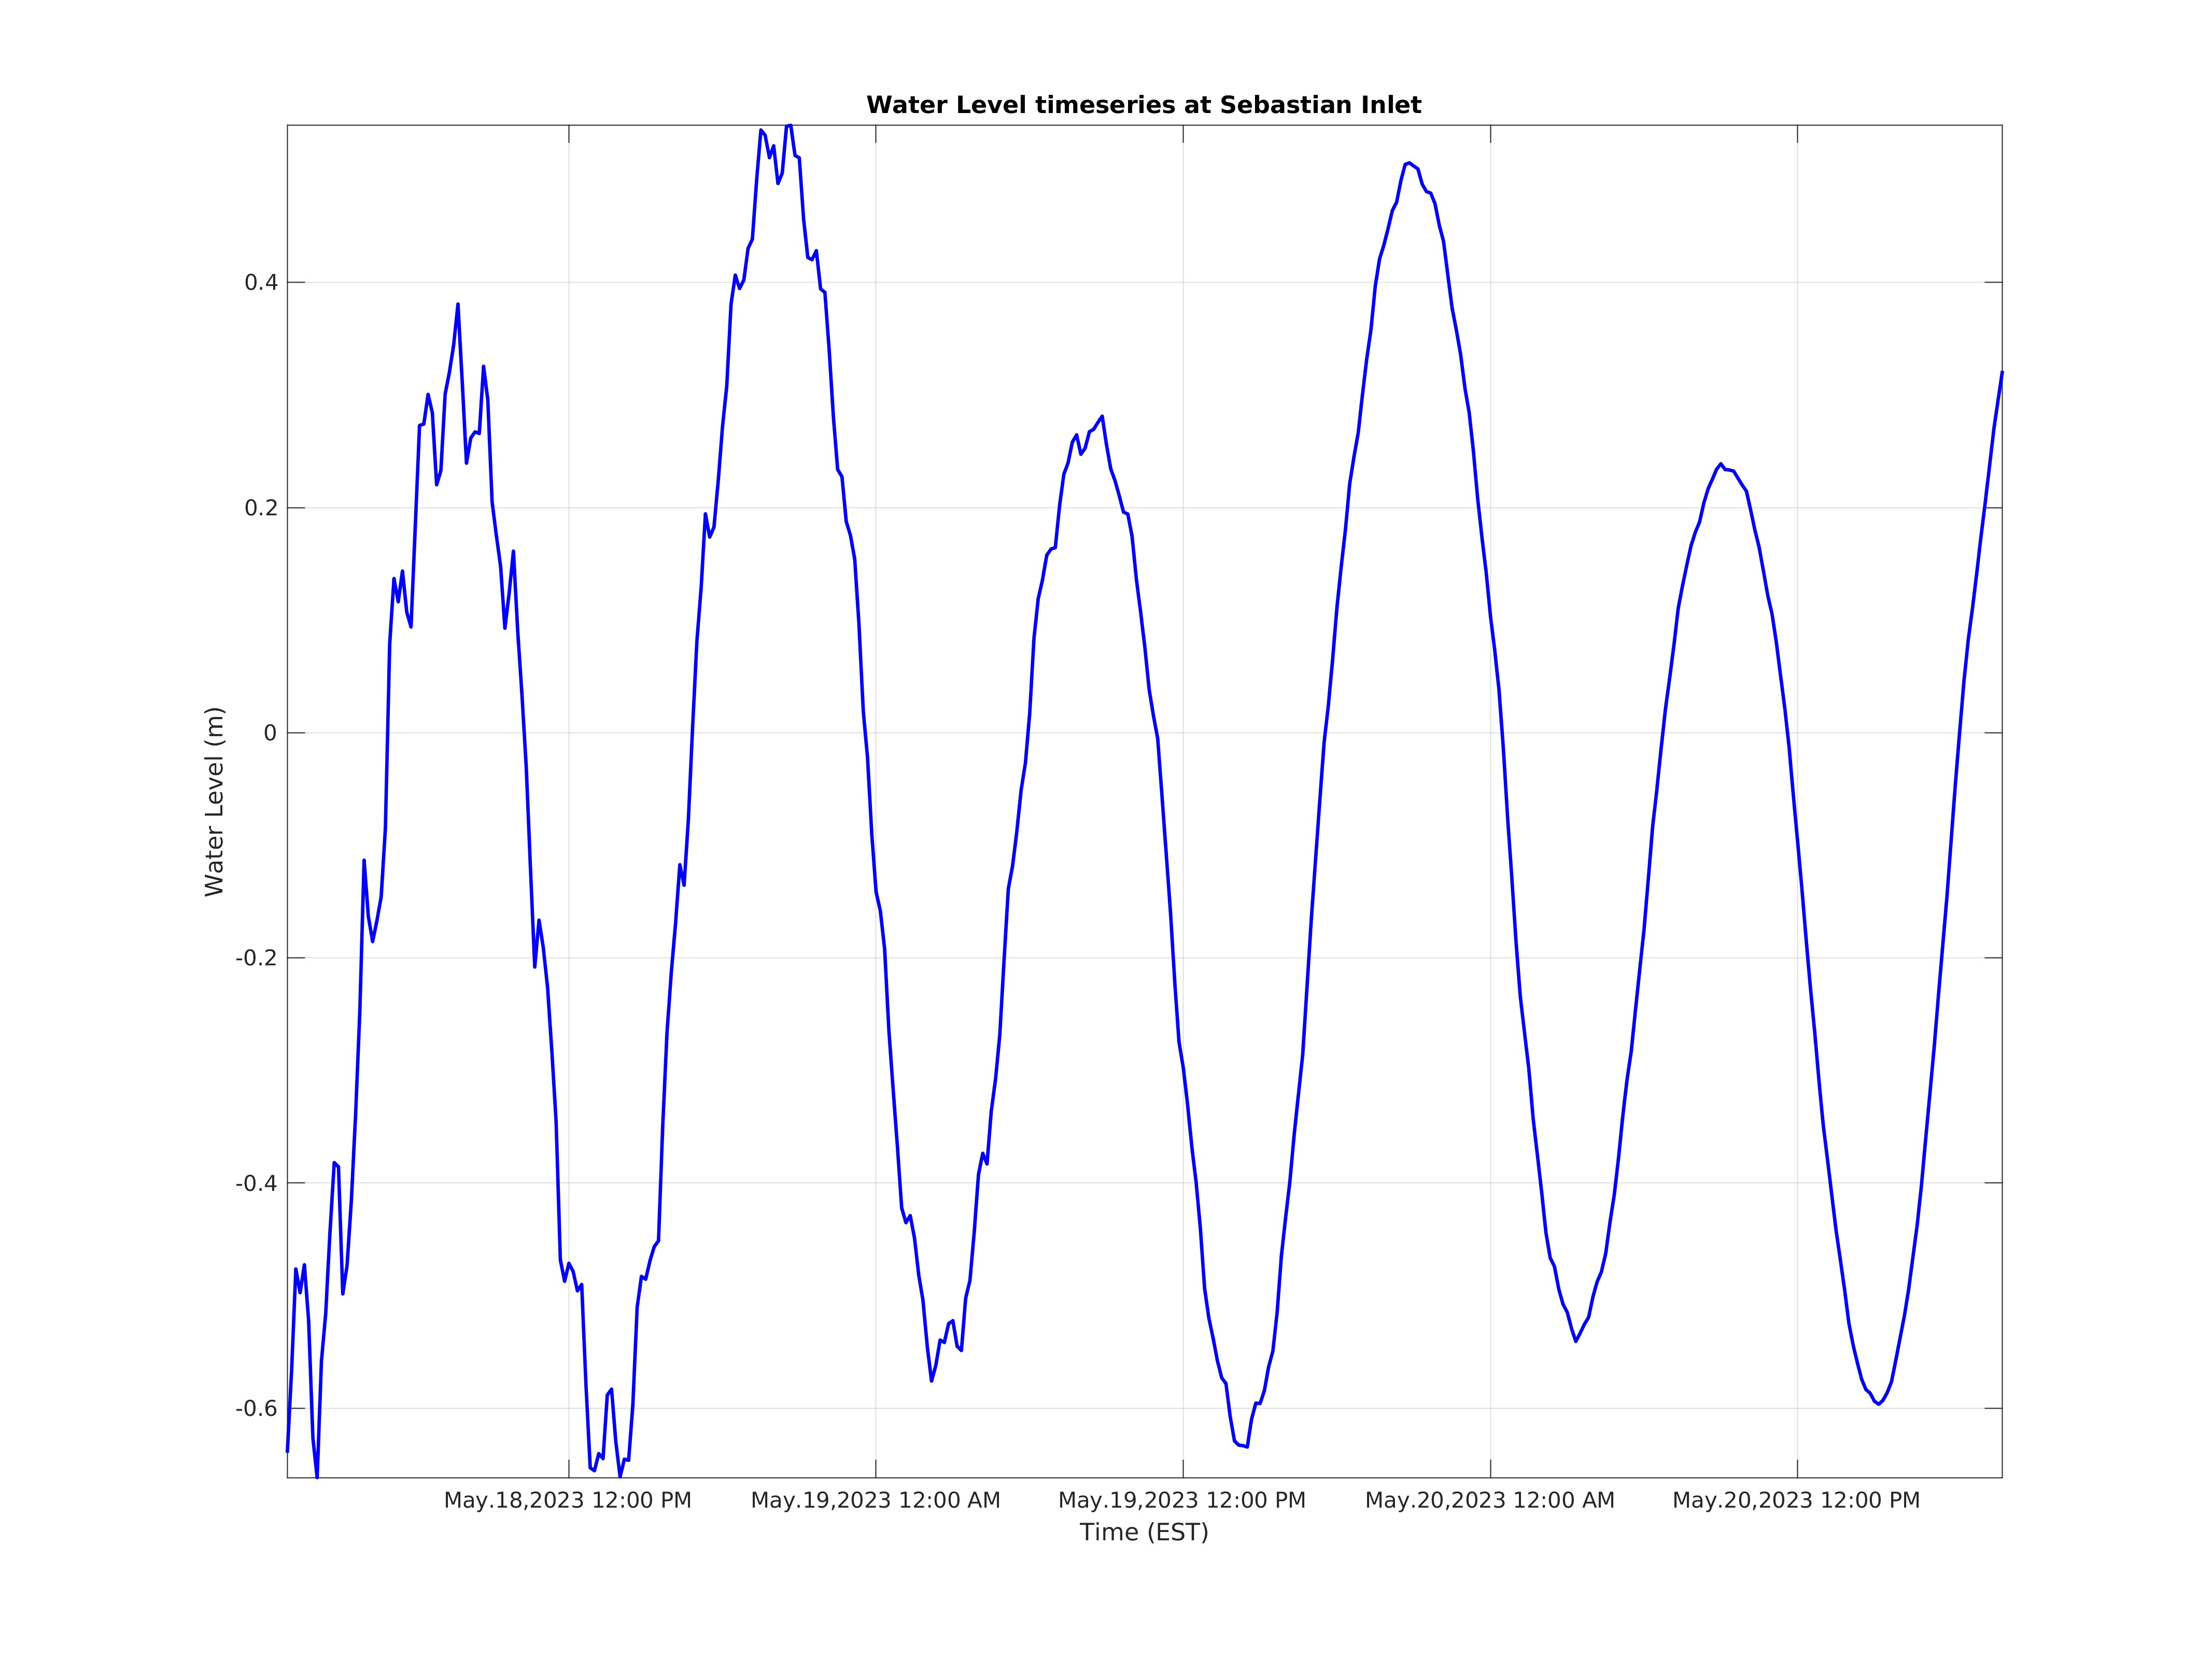 Water Level timeseries at Sebastian Inlet
Water Level (m)
0.4
0.2
0
-0.2
-0.4
-0.6
May.18,2023 12:00 PM
May.19,2023 12:00 AM
May.19,2023 12:00 PM
May.20,2023 12:00 AM
May.20,2023 12:00 PM
Time (EST)